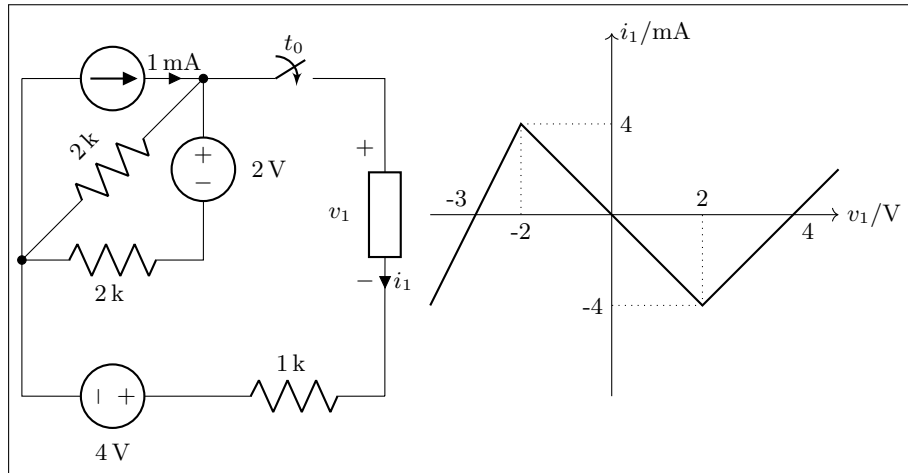 1 mA
t0
i1/mA
2 k
+
−
2 V
+
v1
−
i1
2 k
4
-3
-2
2
4
v1/V
-4
1 k
− +
4 V